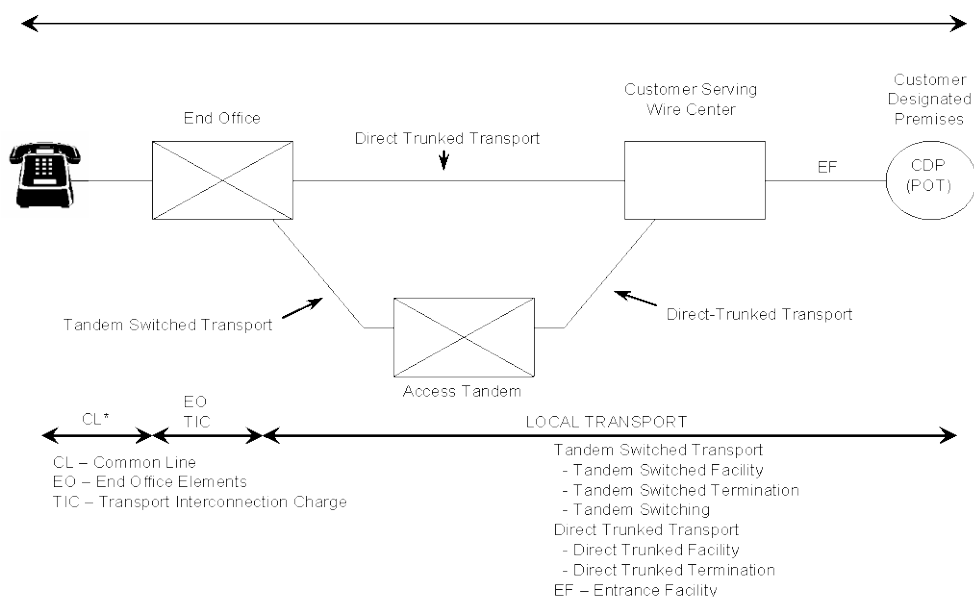 End Office
Customer Serving
Wire Center
Customer
Designated
Premises
Direct Trunked Transport
EF
CDP
(POT)
Tandem Switched Transport
Direct-Trunked Transport
Access Tandem
CL*
EO
TIC
LOCAL TRANSPORT
CL – Common Line
EO – End Office Elements
TIC – Transport Interconnection Charge
Tandem Switched Transport
- Tandem Switched Facility
- Tandem Switched Termination
- Tandem Switching
Direct Trunked Transport
- Direct Trunked Facility
- Direct Trunked Termination
EF – Entrance Facility